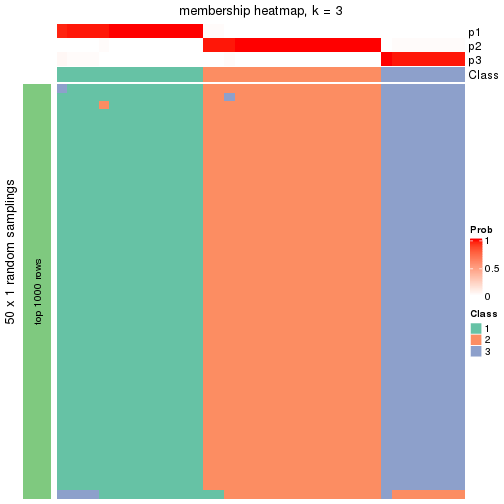 membership heatmap, k = 3
p1
p2
p3
Class
50 x 1 random samplings
top 1000 rows
Prob
1
0.5
0
Class
1
2
3